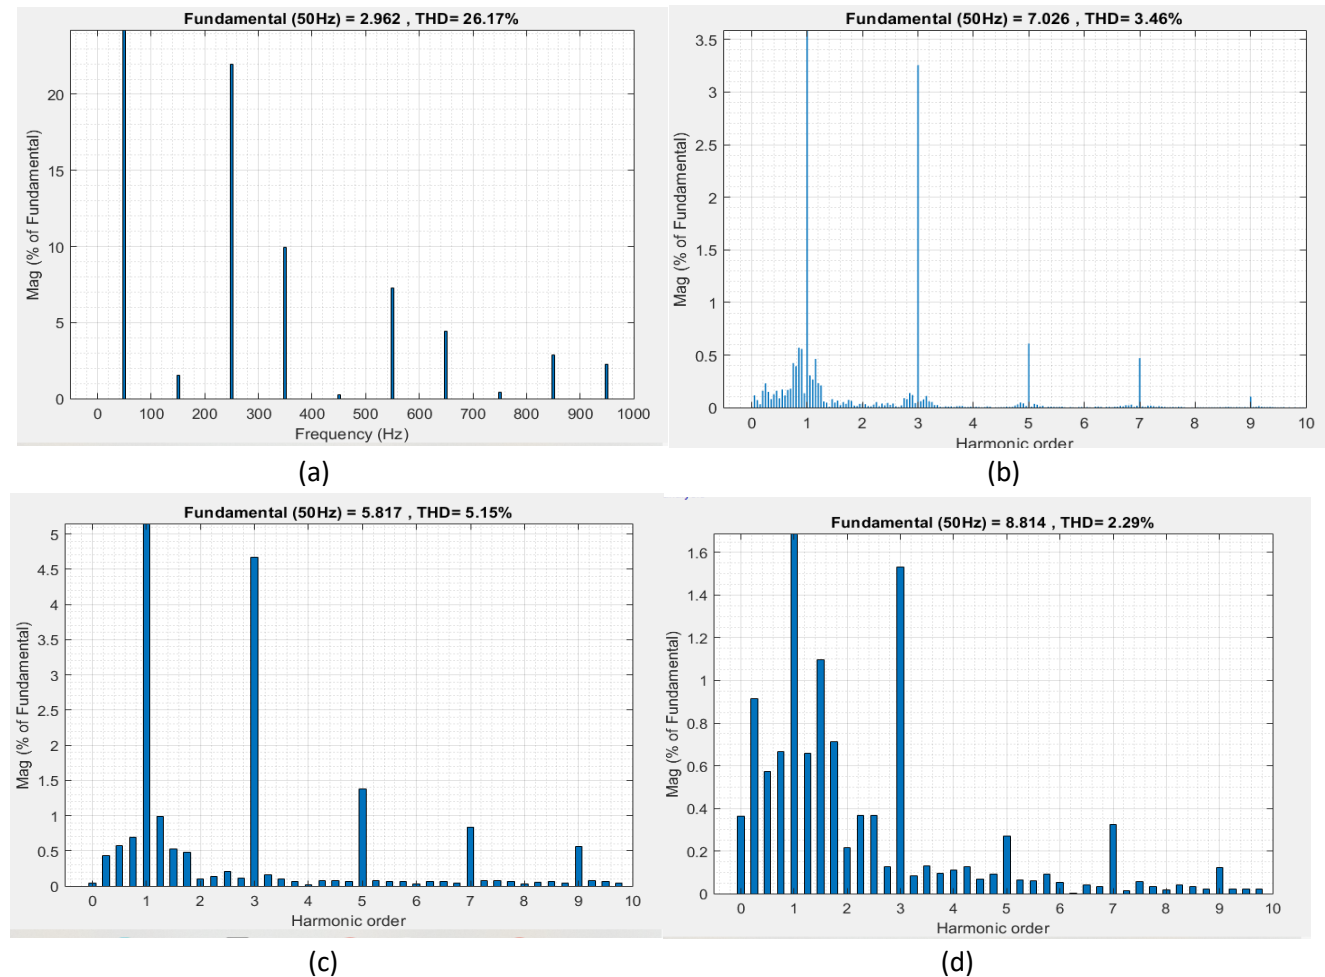 Fundamental (50Hz) = 2.962 , THD= 26.17%
Mag (% of Fundamental)
20
15
10
5
0
0 100 200 300 400 500 600 700 800 900 1000
Frequency (Hz)
(a)
Fundamental (50Hz) = 7.026 , THD= 3.46%
Mag (% of Fundamental)
3.5
3
2.5
2
1.5
1
0.5
0
0 1 2 3 4 5 6 7 8 9 10
Harmonic order
(b)
Fundamental (50Hz) = 5.817 , THD= 5.15%
Mag (% of Fundamental)
5
4.5
4
3.5
3
2.5
2
1.5
1
0.5
0
0 1 2 3 4 5 6 7 8 9 10
Harmonic order
(c)
Fundamental (50Hz) = 8.814 , THD= 2.29%
Mag (% of Fundamental)
1.6
1.4
1.2
1
0.8
0.6
0.4
0.2
0
0 1 2 3 4 5 6 7 8 9 10
Harmonic order
(d)